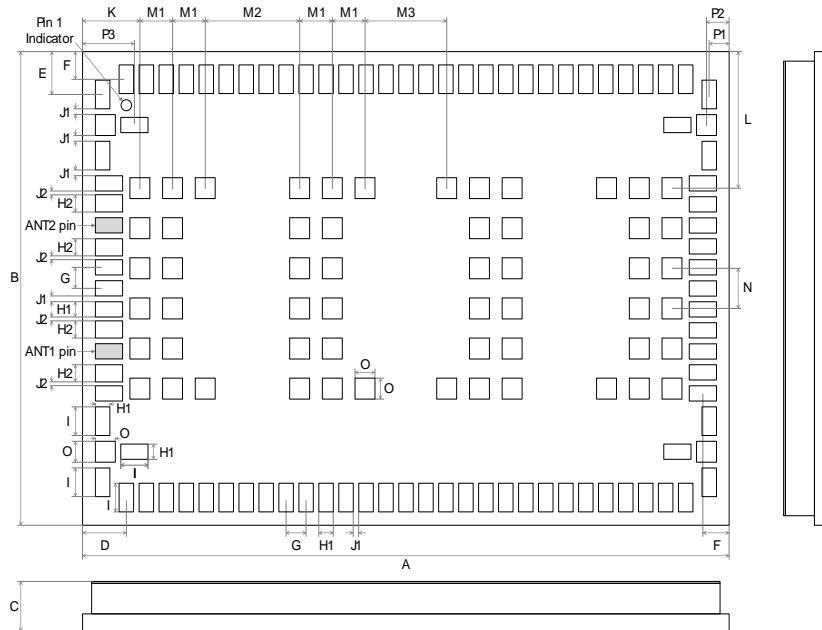 K M1 M1 M2 M1 M1 M3 P2
Pin 1
Indicator
P3 P1
F
E
L
J1
J1
J1
J2
H2
ANT2 pin
H2
J2
B
G
N
J1
H1
J2
H2
ANT1 pin
O
O
H2
J2
H1
I
O
O
H1
I
I
I
D G H1 J1 F
A
C